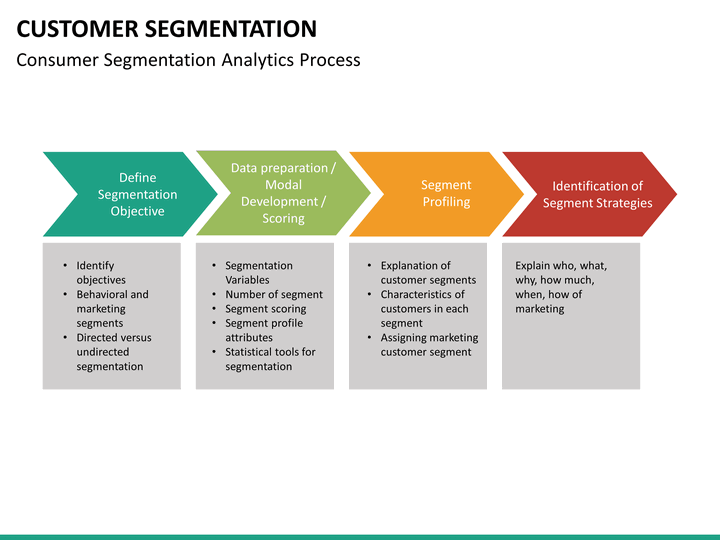 CUSTOMER SEGMENTATION
Consumer Segmentation Analytics Process
Define
Segmentation
Objective
Data preparation /
Modal
Development /
Scoring
Segment
Profiling
Identification of
Segment Strategies
• Identify
objectives
• Behavioral and
marketing
segments
• Directed versus
undirected
segmentation
• Segmentation
Variables
• Number of segment
• Segment scoring
• Segment profile
attributes
• Statistical tools for
segmentation
• Explanation of
customer segments
• Characteristics of
customers in each
segment
• Assigning marketing
customer segment
Explain who, what,
why, how much,
when, how of
marketing